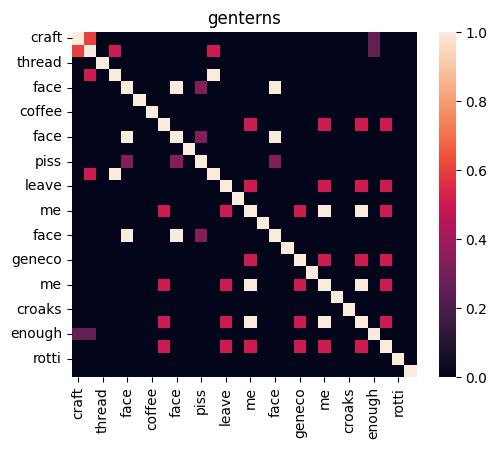 genterns
craft
thread
face
coffee
face
piss
leave
me
face
geneco
me
croaks
enough
rotti
craft
thread
face
coffee
face
piss
leave
me
face
geneco
me
croaks
enough
rotti
1.0
0.8
0.6
0.4
0.2
0.0